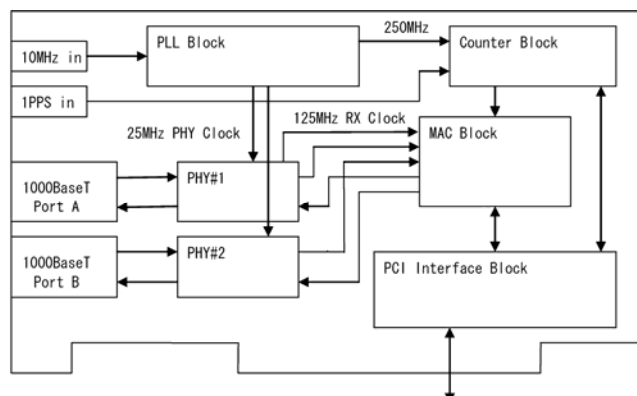 PLL Block
250MHz
Counter Block
10MHz in
1PPS in
25MHz PHY Clock
125MHz RX Clock
MAC Block
1000BaseT
Port A
PHY#1
1000BaseT
Port B
PHY#2
PCI Interface Block